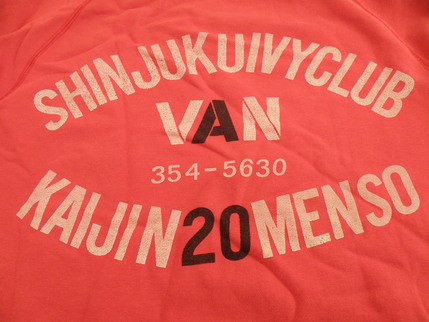 SHINJUKUIVYCLUB
VAN
354-5630
KAIJIN20MENSO